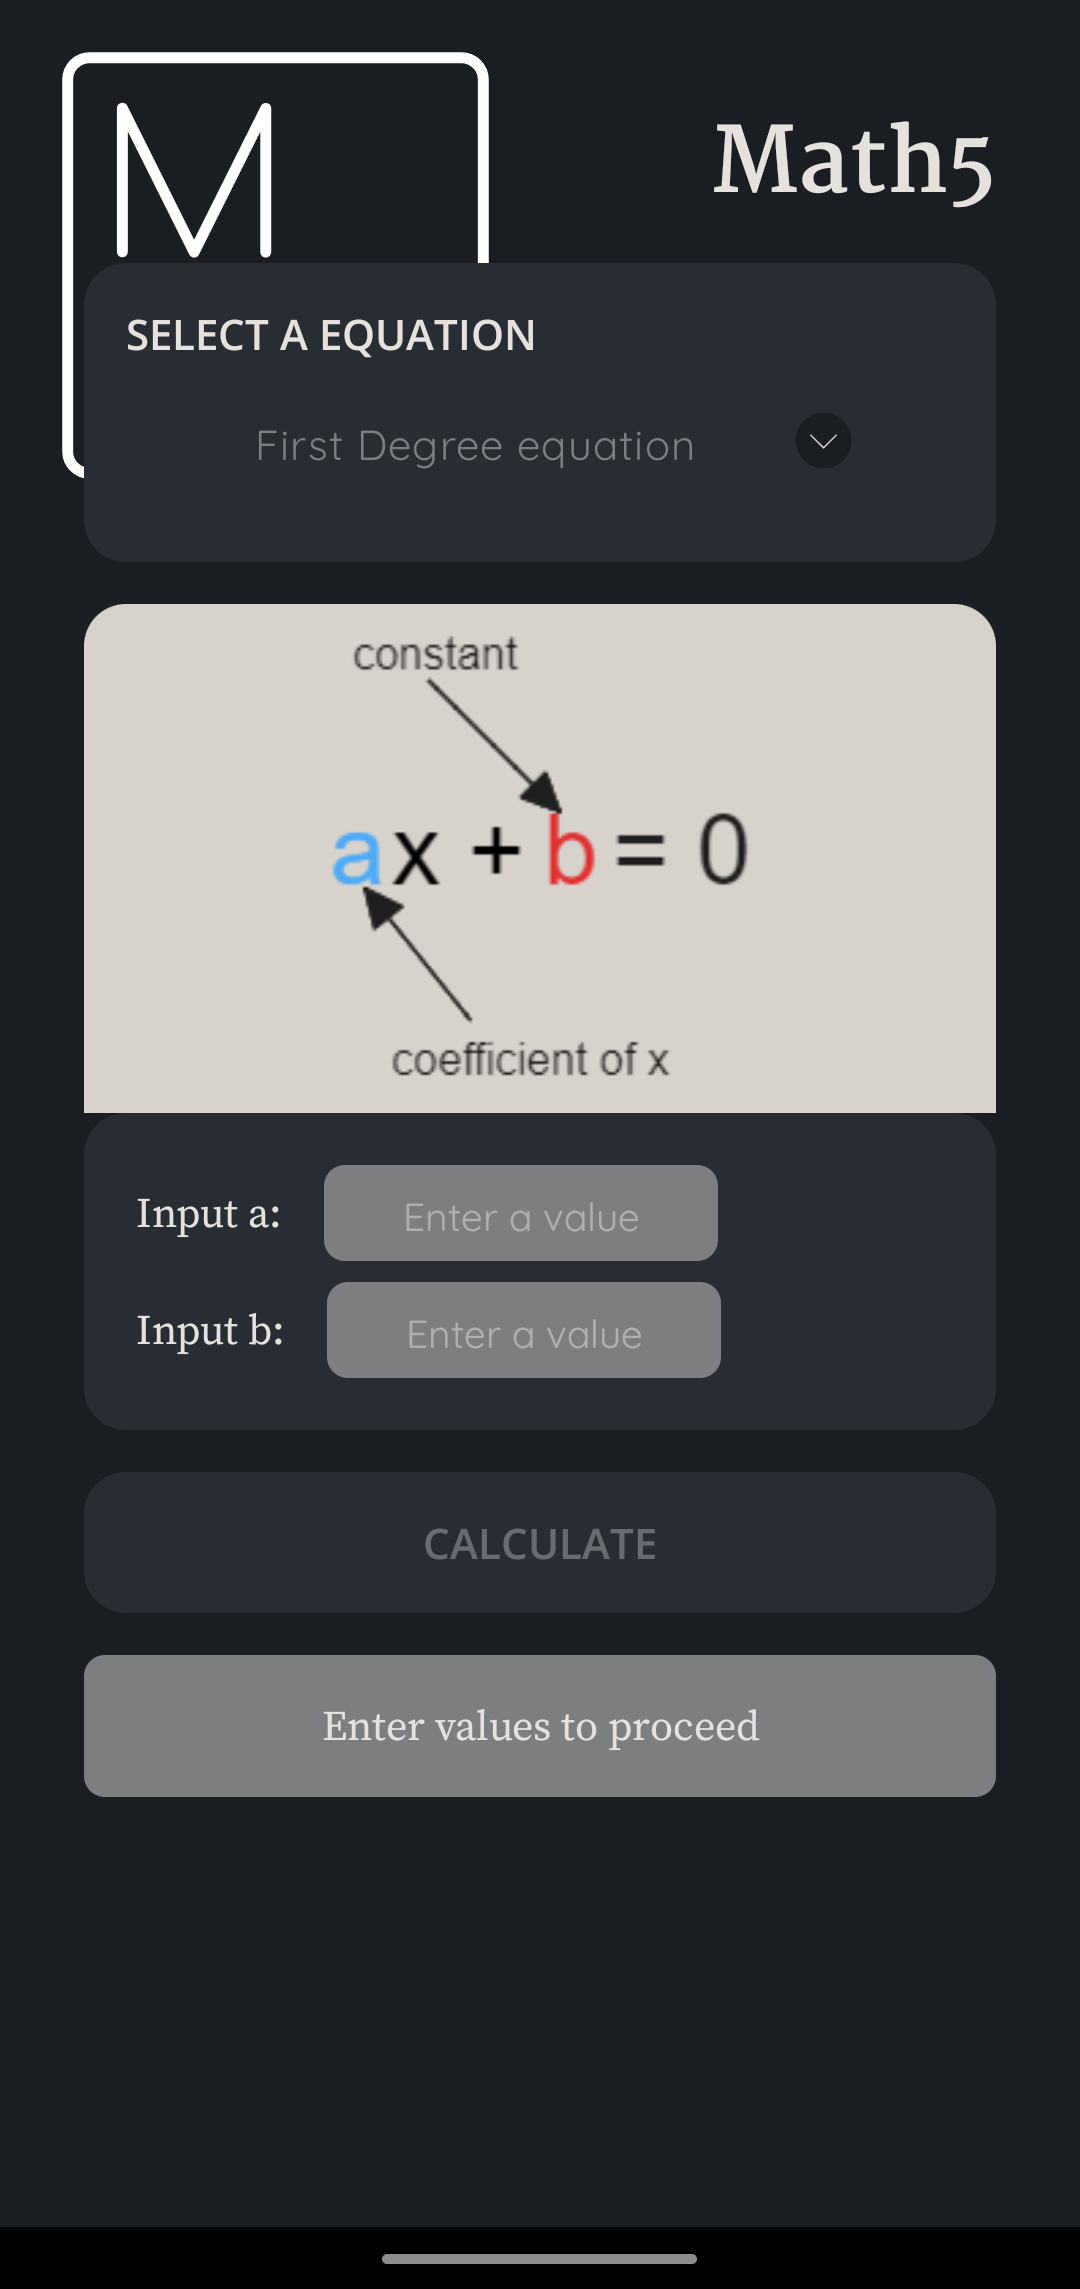 M
Math5
SELECT A EQUATION
First Degree equation
constant
ax + b = 0
coefficient of x
Input a: Enter a value
Input b: Enter a value
CALCULATE
Enter values to proceed